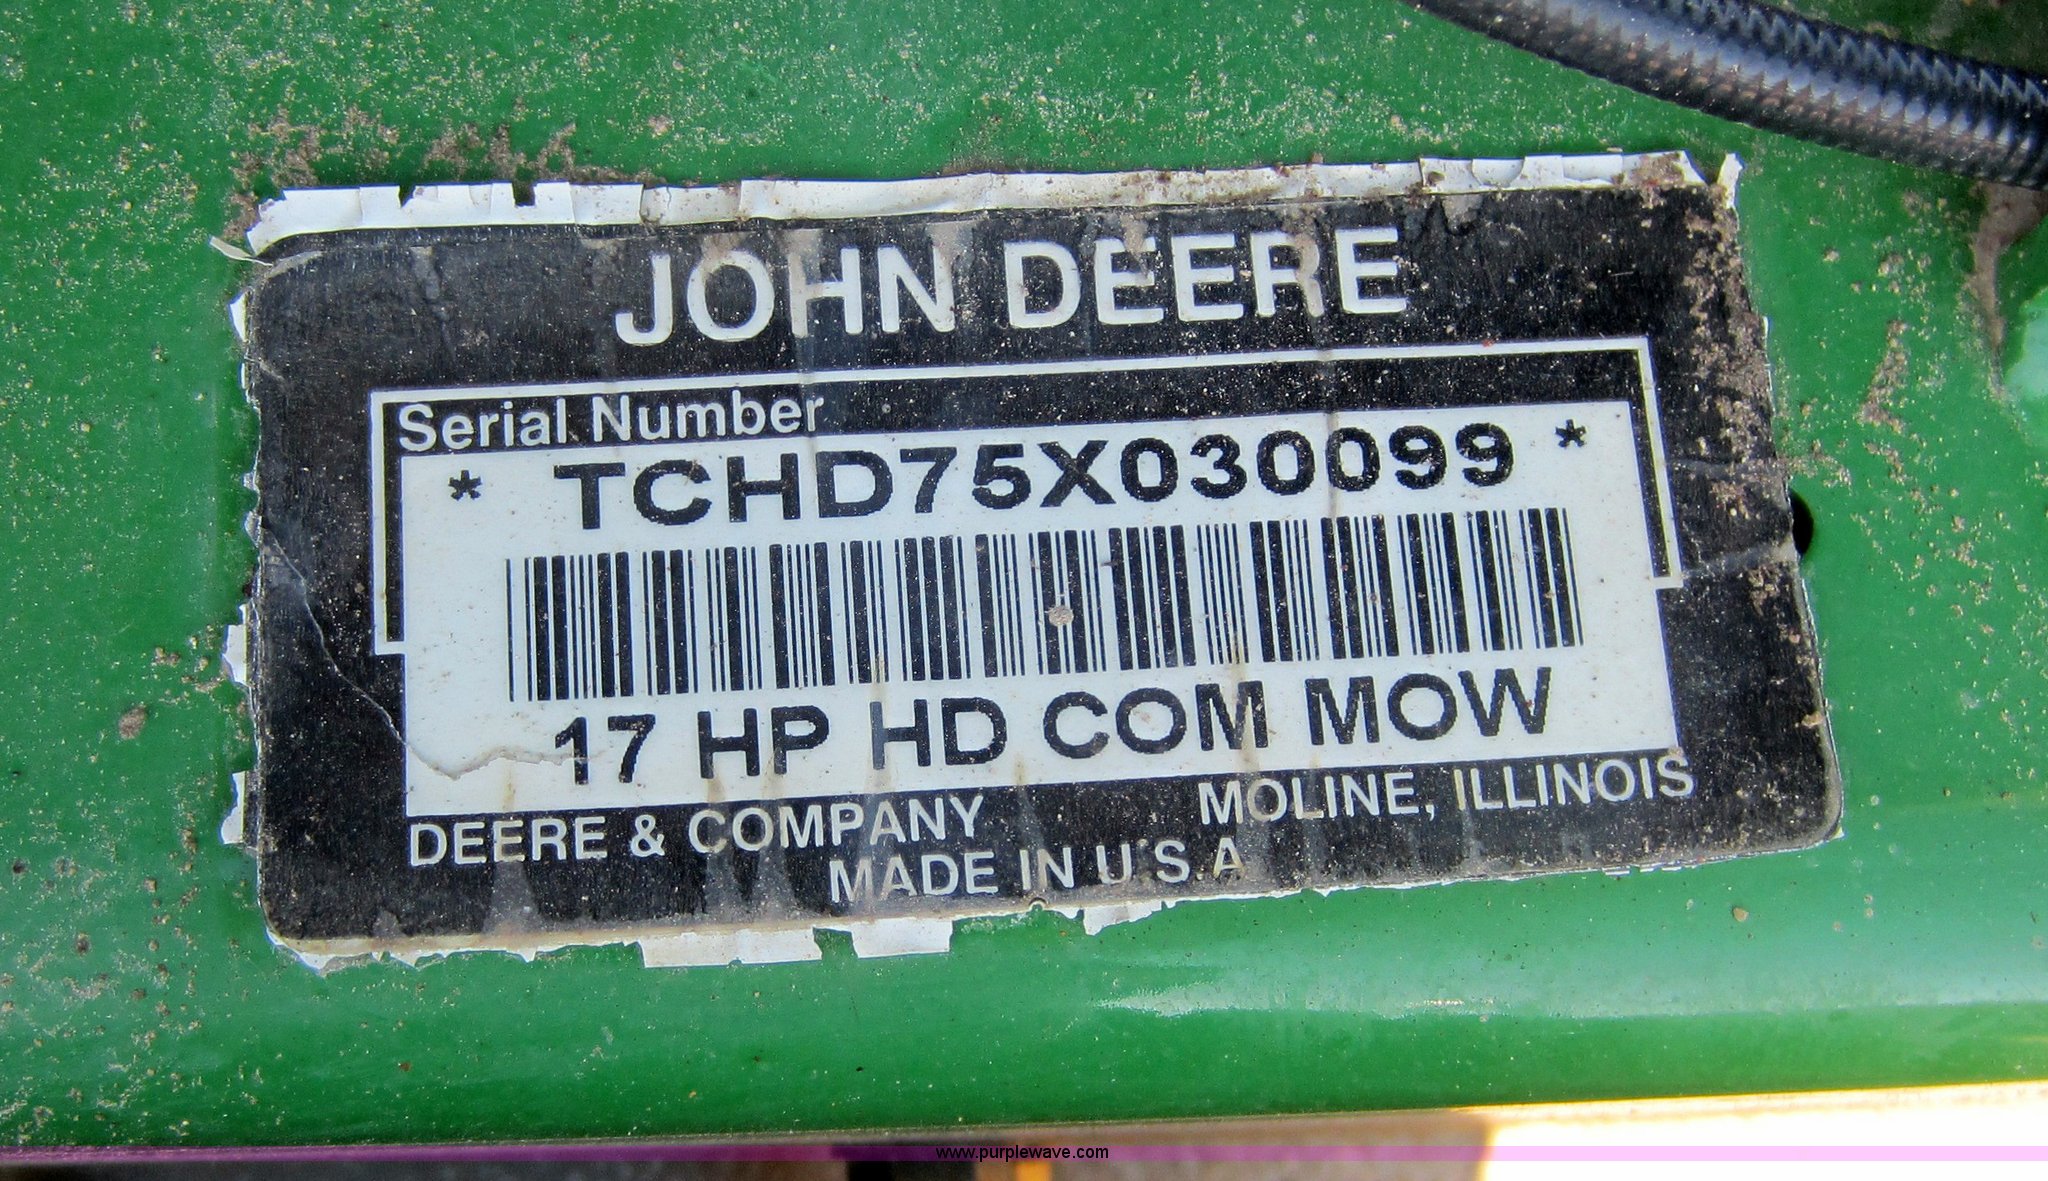 JOHN DEERE
Serial Number
* TCHD75X030099 *
17 HP HD COM MOW
DEERE & COMPANY MOLINE, ILLINOIS
MADE IN U.S.A
www.purplewave.com